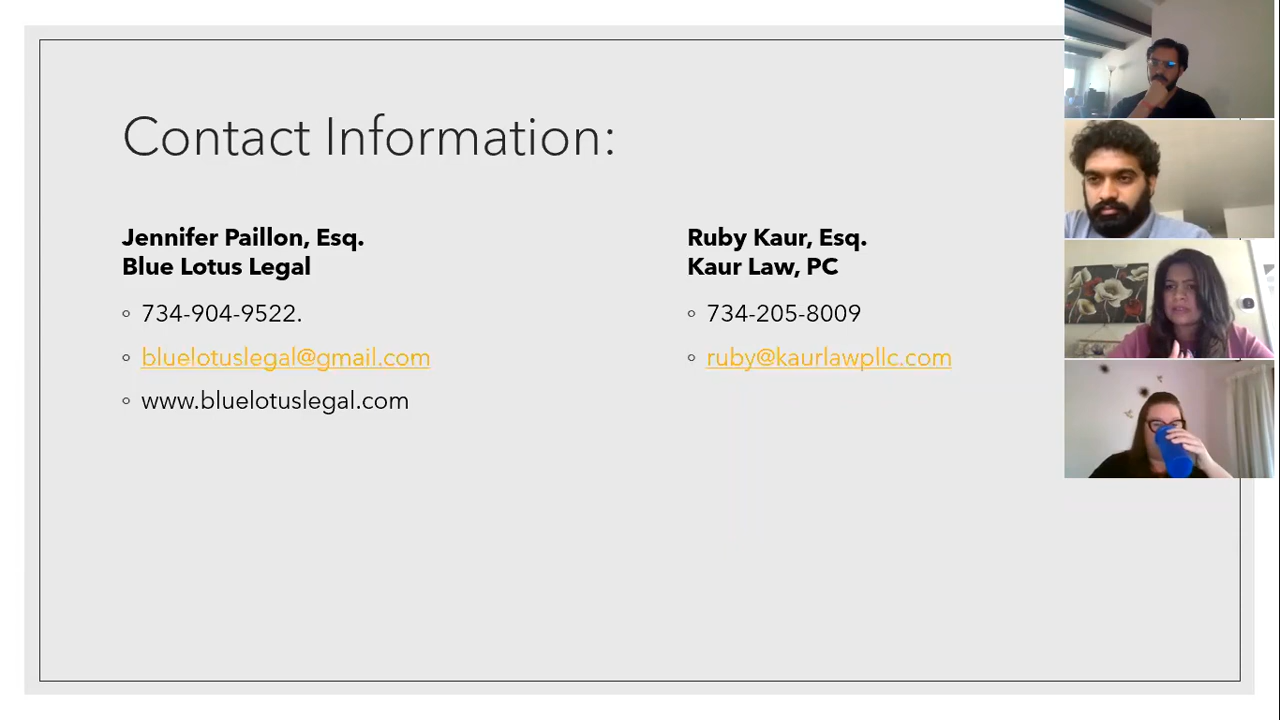 Contact Information:
Jennifer Paillon, Esq.
Blue Lotus Legal
734-904-9522.
bluelotuslegal@gmail.com
www.bluelotuslegal.com
Ruby Kaur, Esq.
Kaur Law, PC
734-205-8009
ruby@kaurlawpllc.com